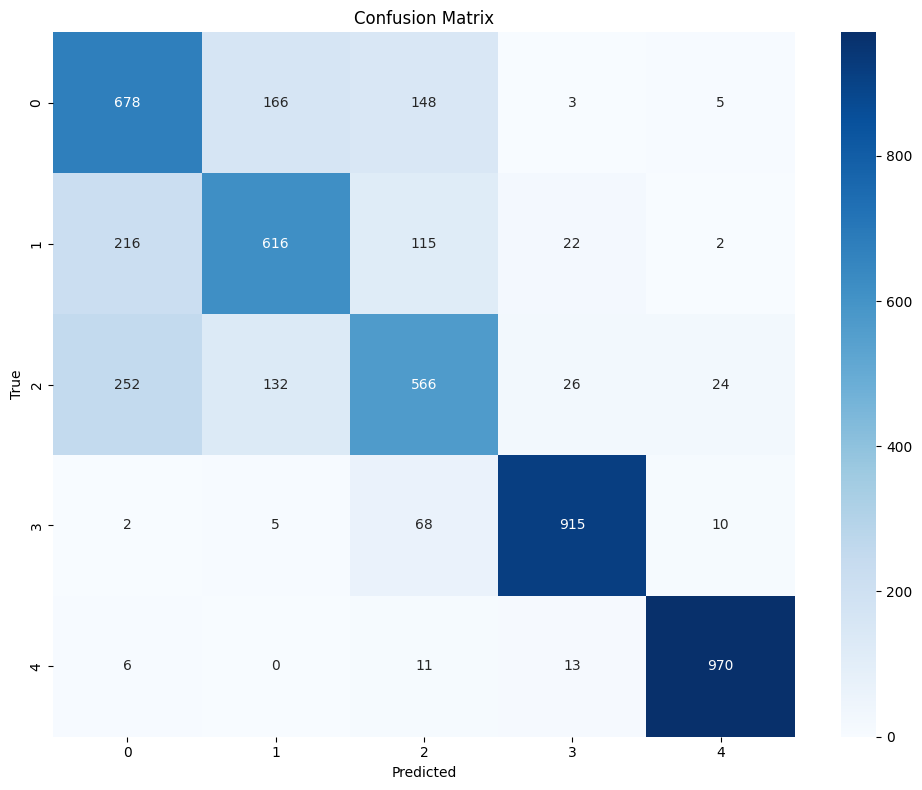 Confusion Matrix
0 678 166 148 3 5
1 216 616 115 22 2
2 252 132 566 26 24
3 2 5 68 915 10
4 6 0 11 13 970
0 1 2 3 4
Predicted
True
800
600
400
200
0